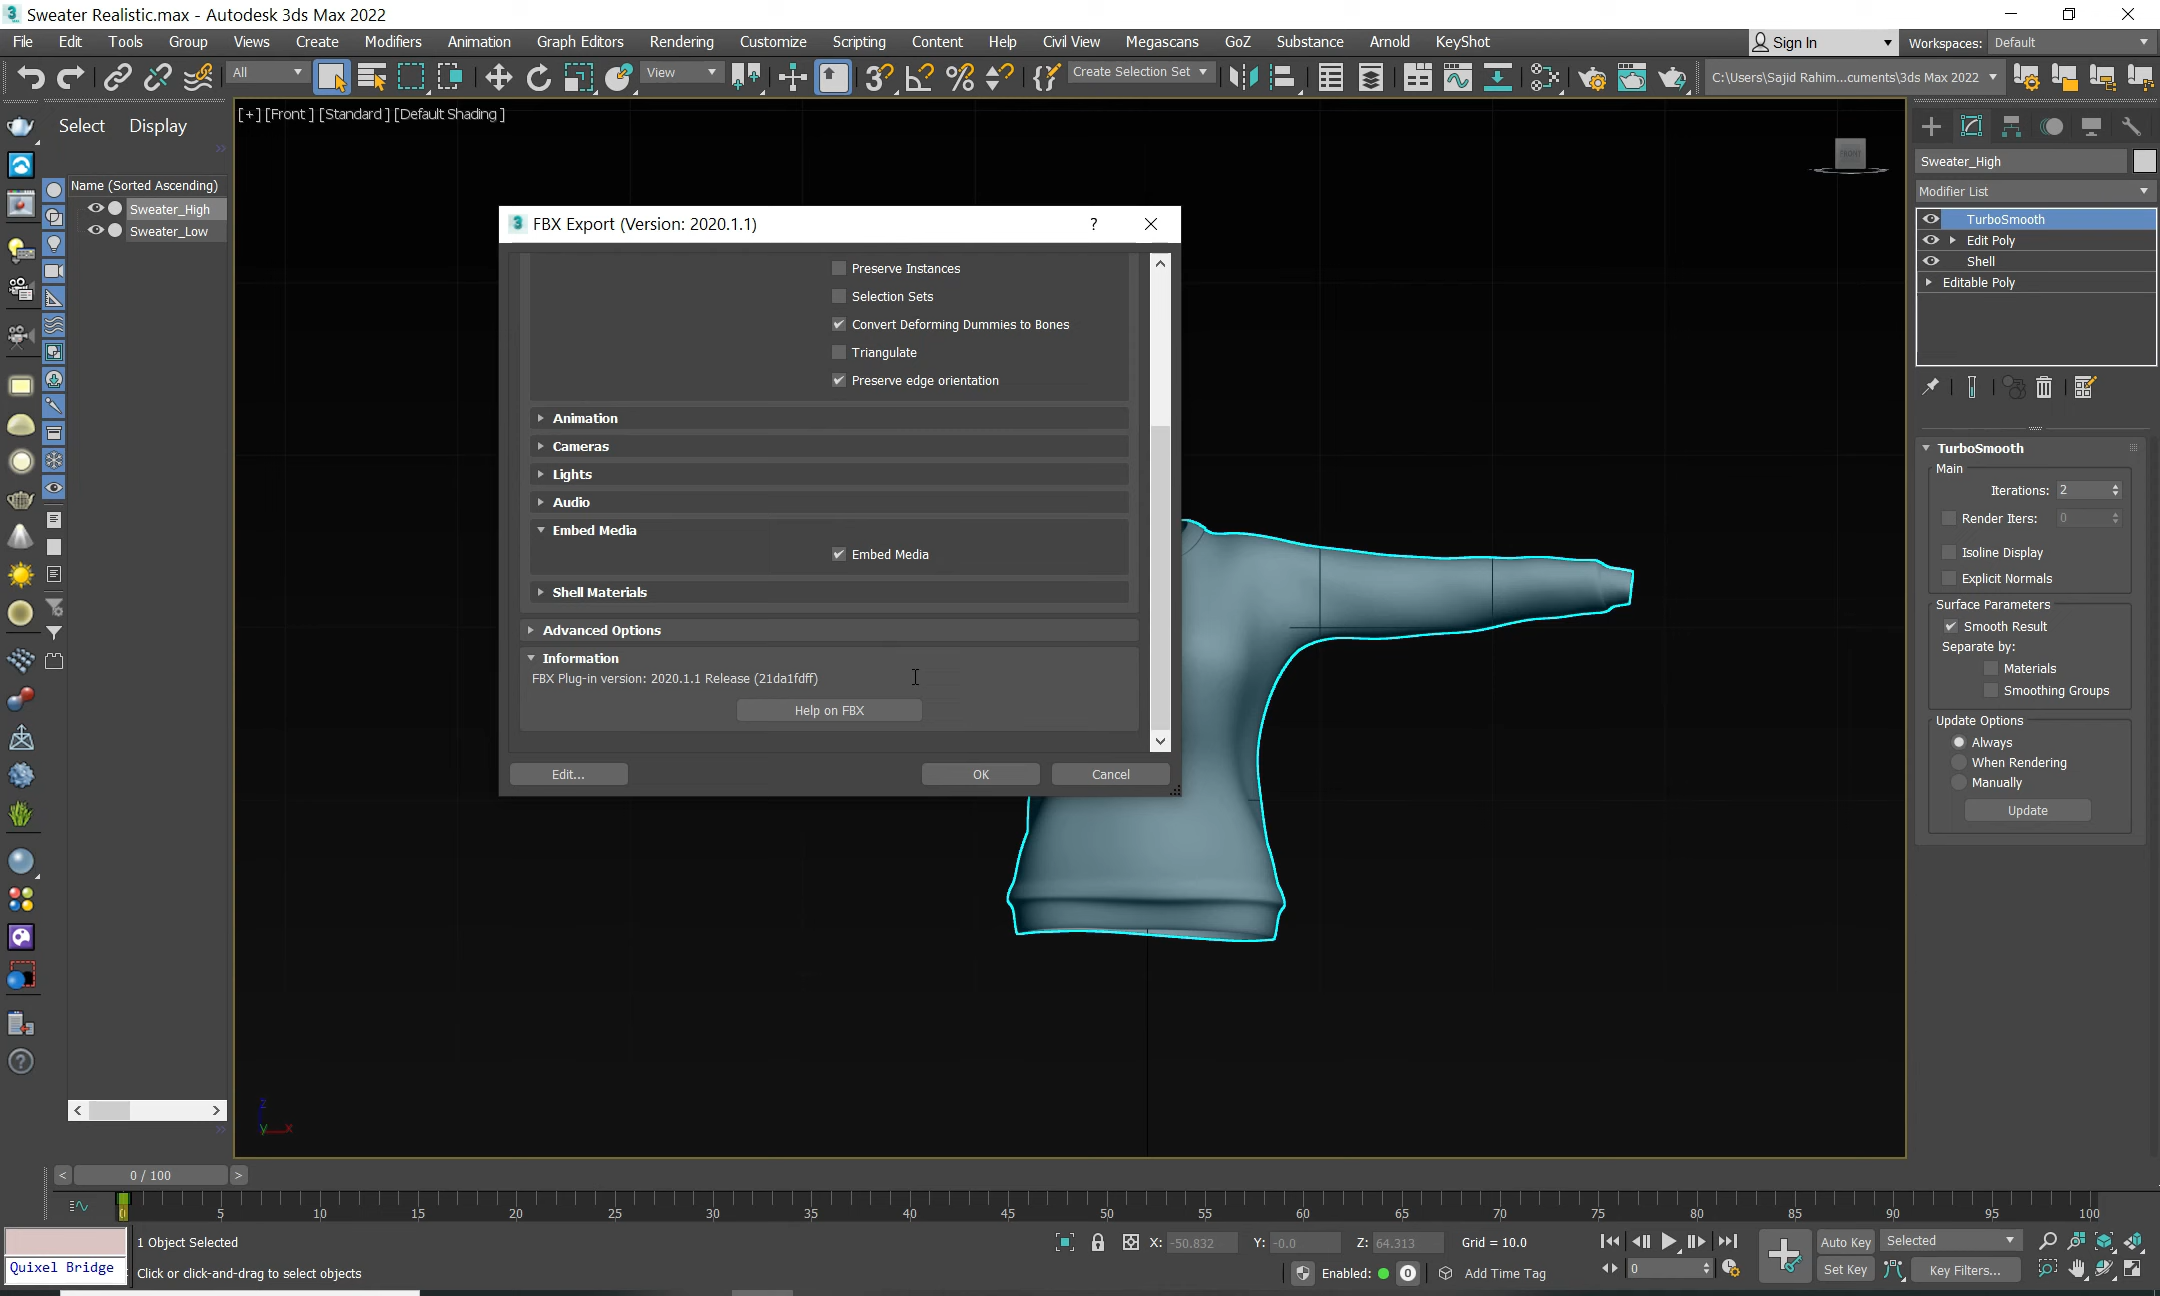 Sweater Realistic.max - Autodesk 3ds Max 2022
File Edit Tools Group Views Create Modifiers Animation Graph Editors Rendering Customize Scripting Content Help Civil View Megascans GoZ Substance Arnold KeyShot
Sign In Workspaces: Default
All View Create Selection Set C:\Users\Sajid Rahim...cuments\3ds Max 2022
Select Display
[+] [Front ] [Standard ] [Default Shading ]
FRONT
Name (Sorted Ascending)
Sweater_High
Sweater_Low
FBX Export (Version: 2020.1.1)
?
Preserve Instances
Selection Sets
Convert Deforming Dummies to Bones
Triangulate
Preserve edge orientation
Animation
Cameras
Lights
Audio
Embed Media
Embed Media
Shell Materials
Advanced Options
Information
FBX Plug-in version: 2020.1.1 Release (21da1fdff)
Help on FBX
Edit... OK Cancel
Sweater_High
Modifier List
TurboSmooth
Edit Poly
Shell
Editable Poly
TurboSmooth
Main
Iterations: 2
Render Iters: 0
Isoline Display
Explicit Normals
Surface Parameters
Smooth Result
Separate by:
Materials
Smoothing Groups
Update Options
Always
When Rendering
Manually
Update
z
y x
< 0 / 100 >
0 5 10 15 20 25 30 35 40 45 50 55 60 65 70 75 80 85 90 95 100
1 Object Selected X: -50.832 Y: -0.0 Z: 64.313 Grid = 10.0 Auto Key Selected
Quixel Bridge Click or click-and-drag to select objects Enabled: 0 Add Time Tag 0 Set Key Key Filters...